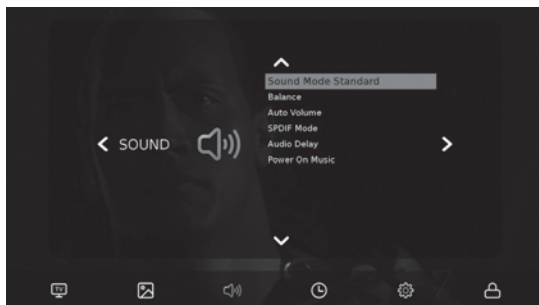 SOUND
Sound Mode Standard
Balance
Auto Volume
SPDIF Mode
Audio Delay
Power On Music
TV